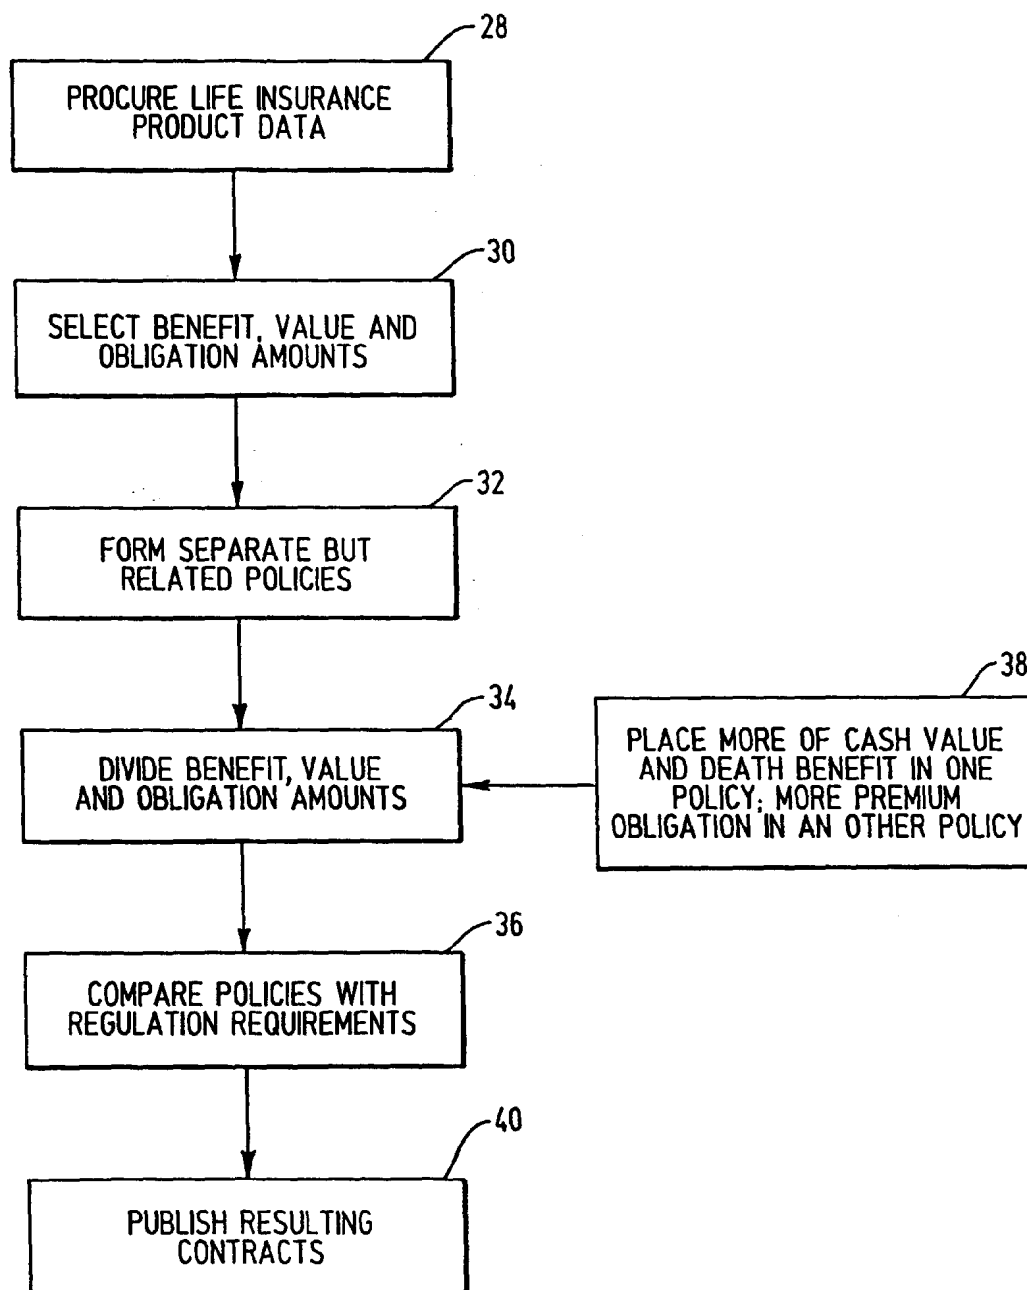 28
PROCURE LIFE INSURANCE
PRODUCT DATA
30
SELECT BENEFIT, VALUE AND
OBLIGATION AMOUNTS
32
FORM SEPARATE BUT
RELATED POLICIES
34
DIVIDE BENEFIT, VALUE
AND OBLIGATION AMOUNTS
38
PLACE MORE OF CASH VALUE
AND DEATH BENEFIT IN ONE
POLICY; MORE PREMIUM
OBLIGATION IN AN OTHER POLICY
36
COMPARE POLICIES WITH
REGULATION REQUIREMENTS
40
PUBLISH RESULTING
CONTRACTS